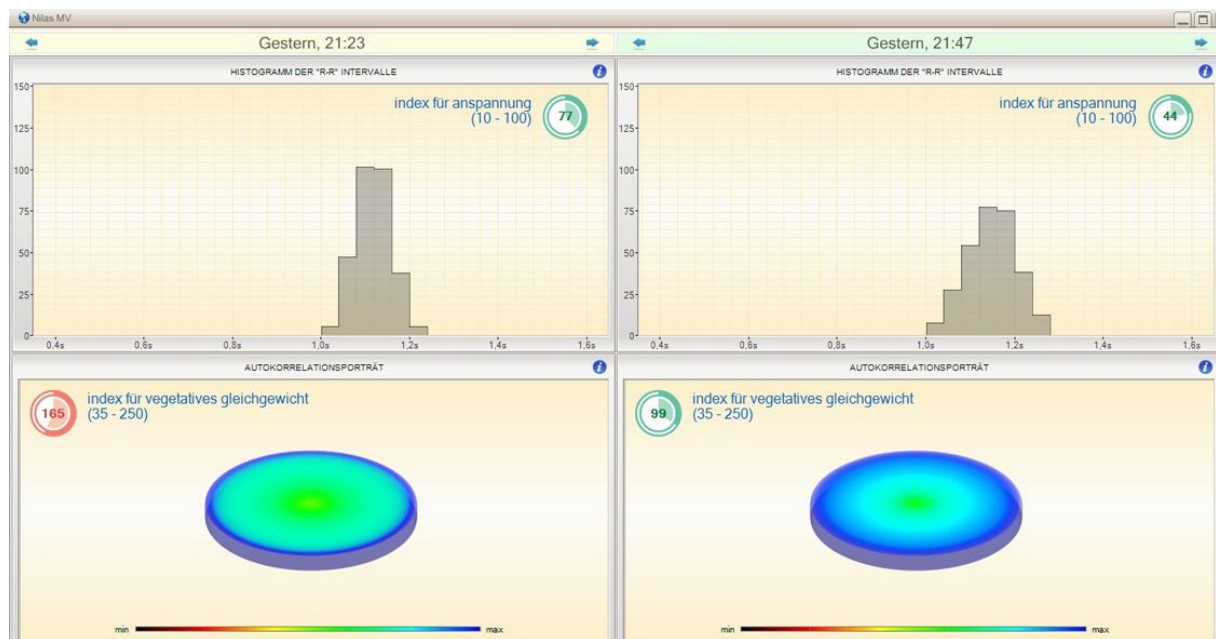 Nilas MV
Gestern, 21:23
Gestern, 21:47
HISTOGRAMM DER "R-R" INTERVALLE
i
150
125
100
75
50
25
0
index für anspannung
(10 - 100)
77
0,4s 0,6s 0,8s 1,0s 1,2s 1,4s 1,6s
HISTOGRAMM DER "R-R" INTERVALLE
i
150
125
100
75
50
25
0
index für anspannung
(10 - 100)
44
0,4s 0,6s 0,8s 1,0s 1,2s 1,4s 1,6s
AUTOKORRELATIONSPORTRÄT
i
165
index für vegetatives gleichgewicht
(35 - 250)
min max
AUTOKORRELATIONSPORTRÄT
i
99
index für vegetatives gleichgewicht
(35 - 250)
min max